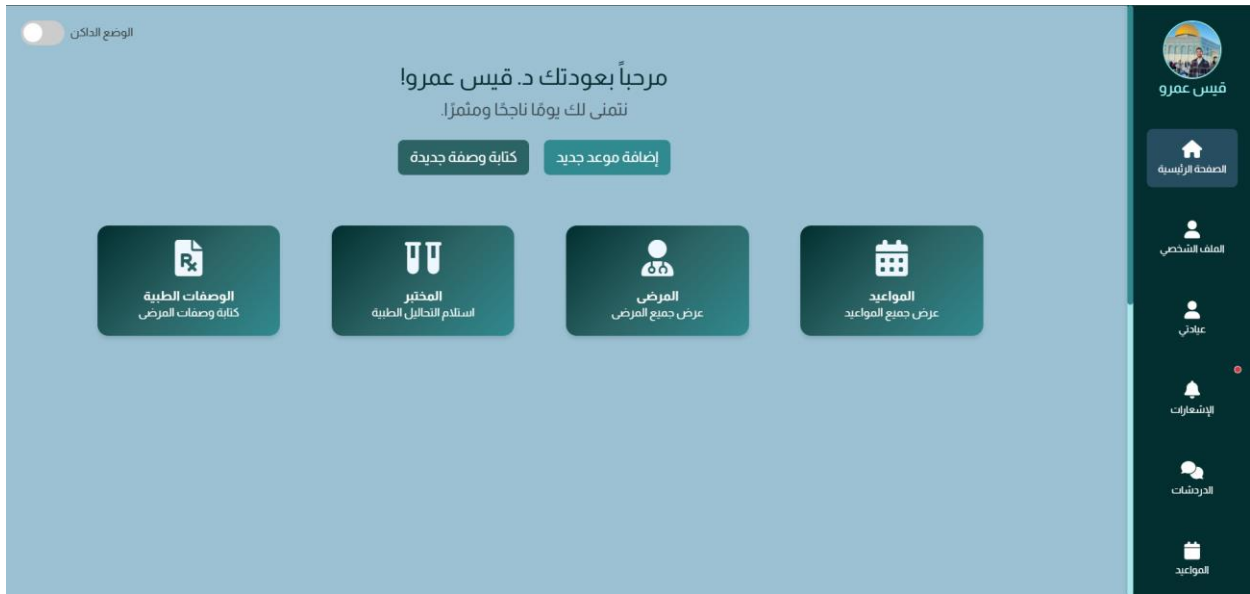 الوضع الداكن
مرحباً بعودتك د. قيس عمرو!
نتمنى لك يومًا ناجحًا ومثمرًا.
إضافة موعد جديد
كتابة وصفة جديدة
المواعيد
عرض جميع المواعيد
المرضى
عرض جميع المرضى
المختبر
استلام التحاليل الطبية
الوصفات الطبية
كتابة وصفات المرضى
قيس عمرو
الصفحة الرئيسية
الملف الشخصي
عيادتي
الإشعارات
الدردشات
المواعيد